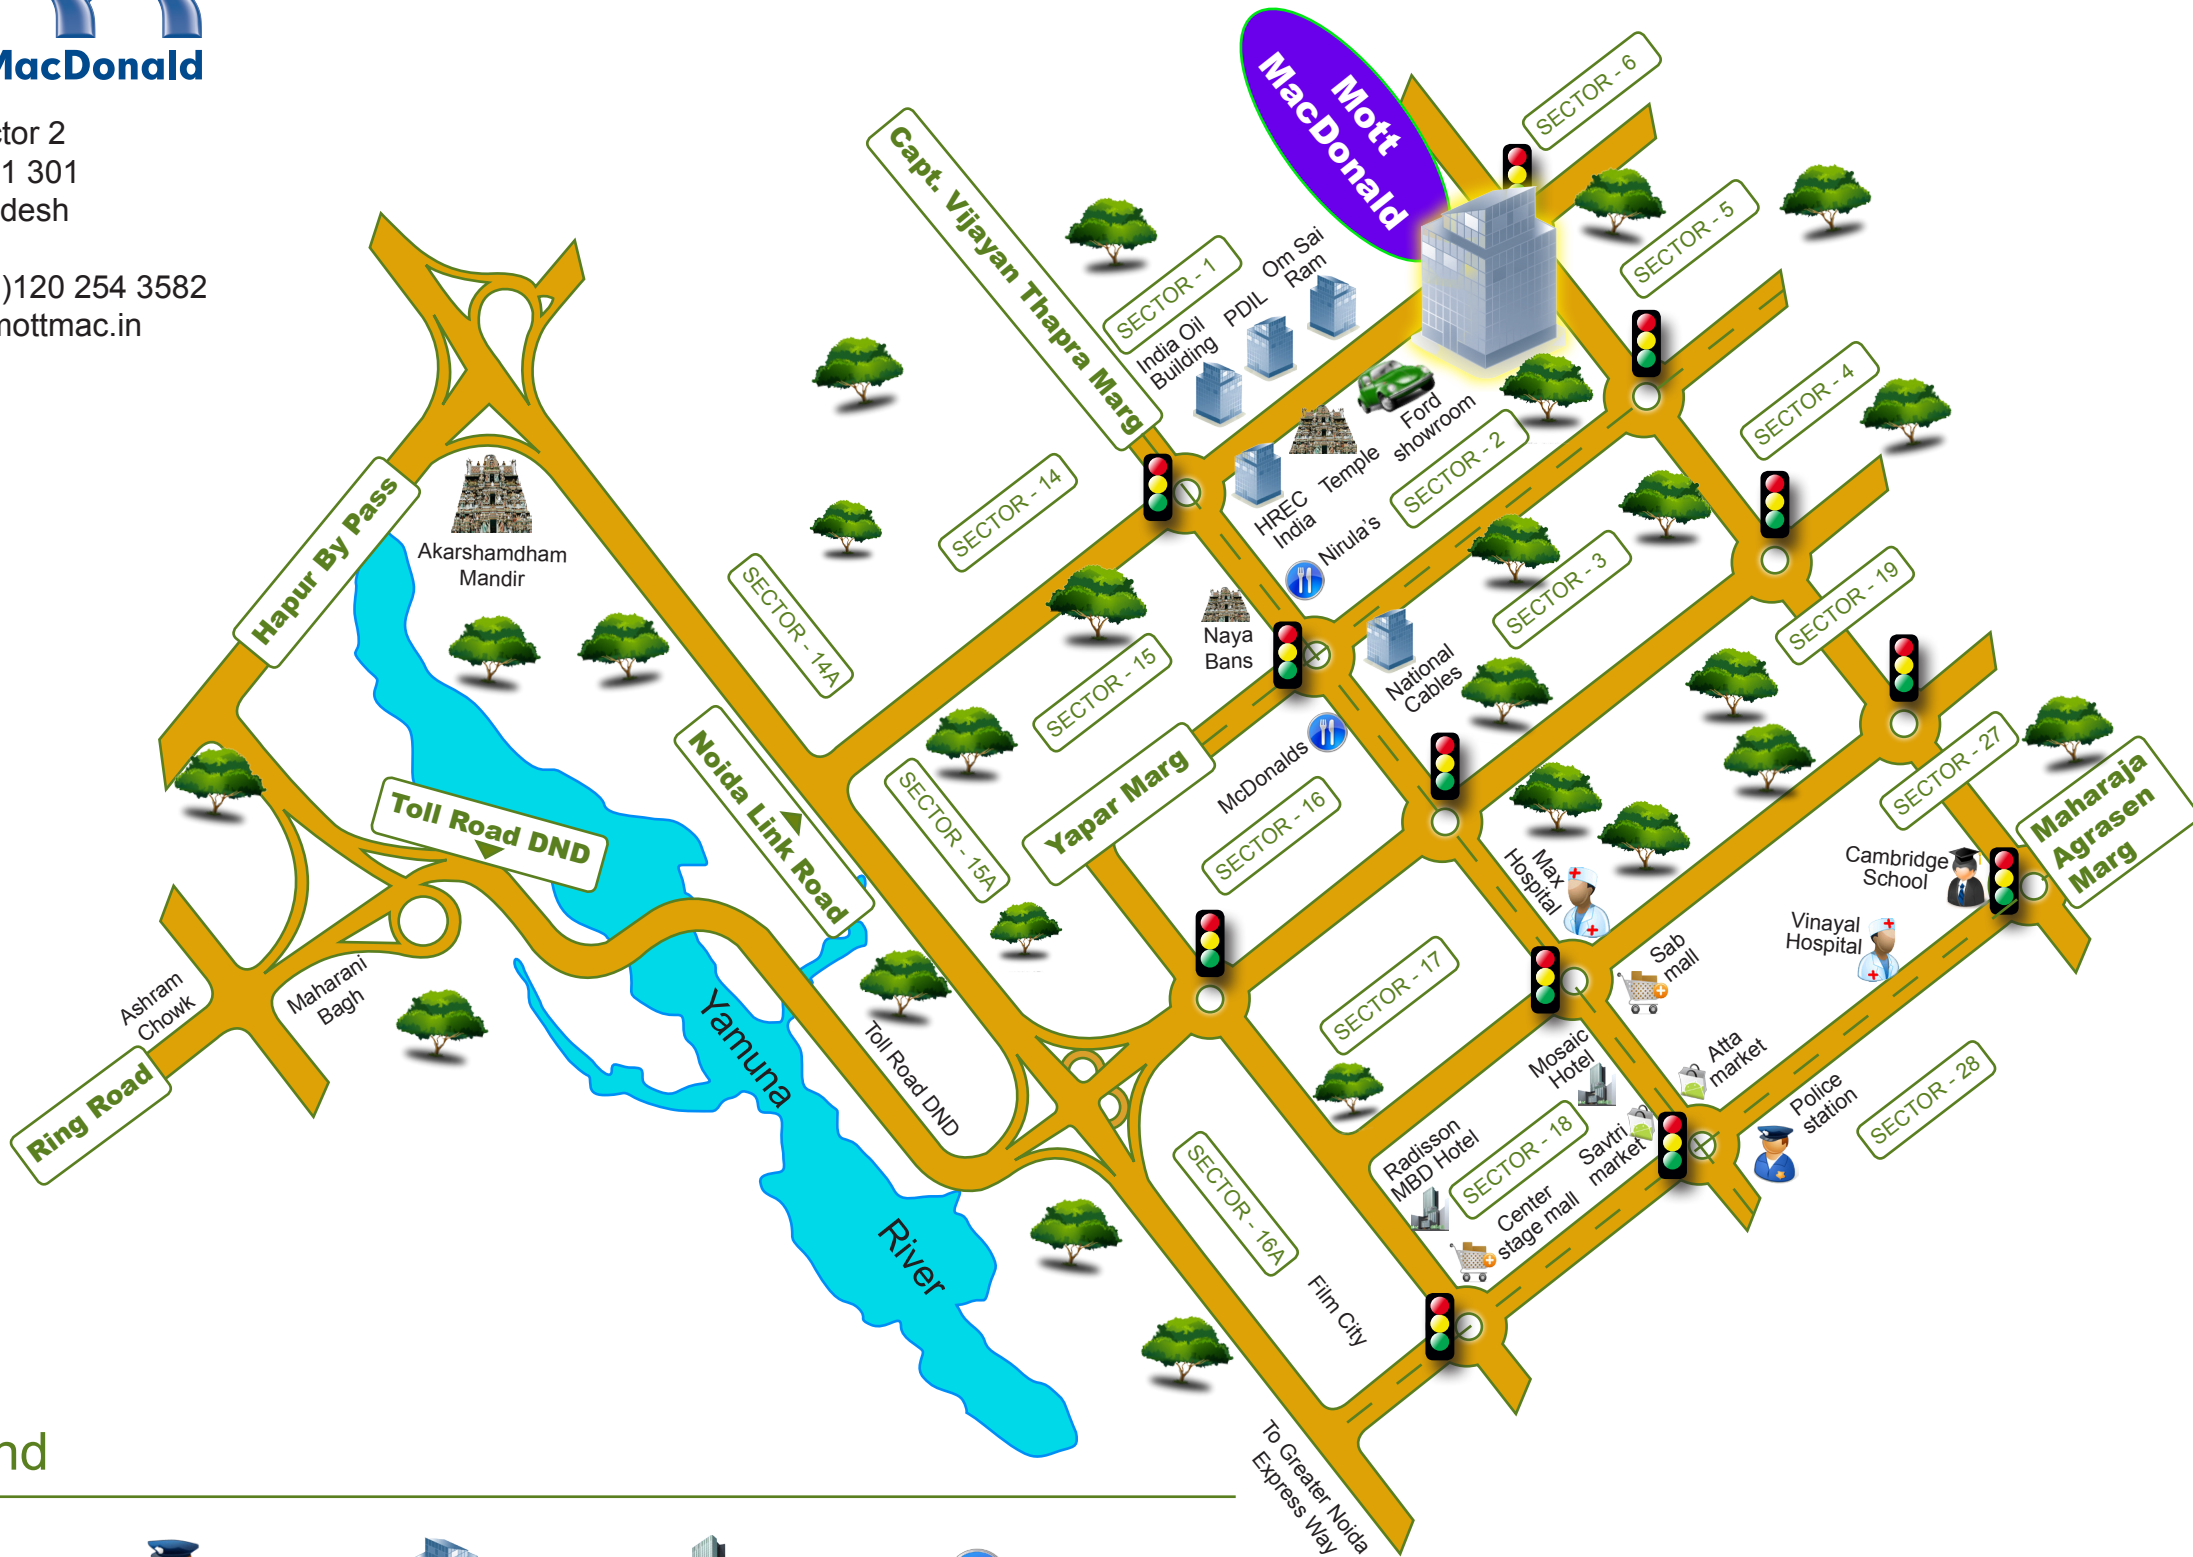 MacDonald
tor 2
1 301
desh
)120 254 3582
mottmac.in
Mott
MacDonald
SECTOR - 6
SECTOR - 5
SECTOR - 4
SECTOR - 19
SECTOR - 27
Maharaja
Agrasen
Marg
Capt. Vijayan Thapra Marg
SECTOR - 1
India Oil
Building
PDIL
Om Sai
Ram
Ford
showroom
Temple
HREC
India
SECTOR - 2
Nirula's
SECTOR - 3
Naya
Bans
National
Cables
SECTOR - 14
SECTOR - 14A
SECTOR - 15
SECTOR - 15A
Yapar Marg
McDonalds
SECTOR - 16
SECTOR - 17
Max
Hospital
Cambridge
School
Vinayal
Hospital
Sab
mall
Atta
market
Mosaic
Hotel
Police
station
SECTOR - 28
Radisson
MBD Hotel
SECTOR - 18
Savtri
market
Center
stage mall
SECTOR - 16A
Film City
To Greater Noida
Express Way
Hapur By Pass
Akarshamdham
Mandir
Toll Road DND
Noida Link Road
Toll Road DND
Yamuna
River
Ashram
Chowk
Maharani
Bagh
Ring Road
nd